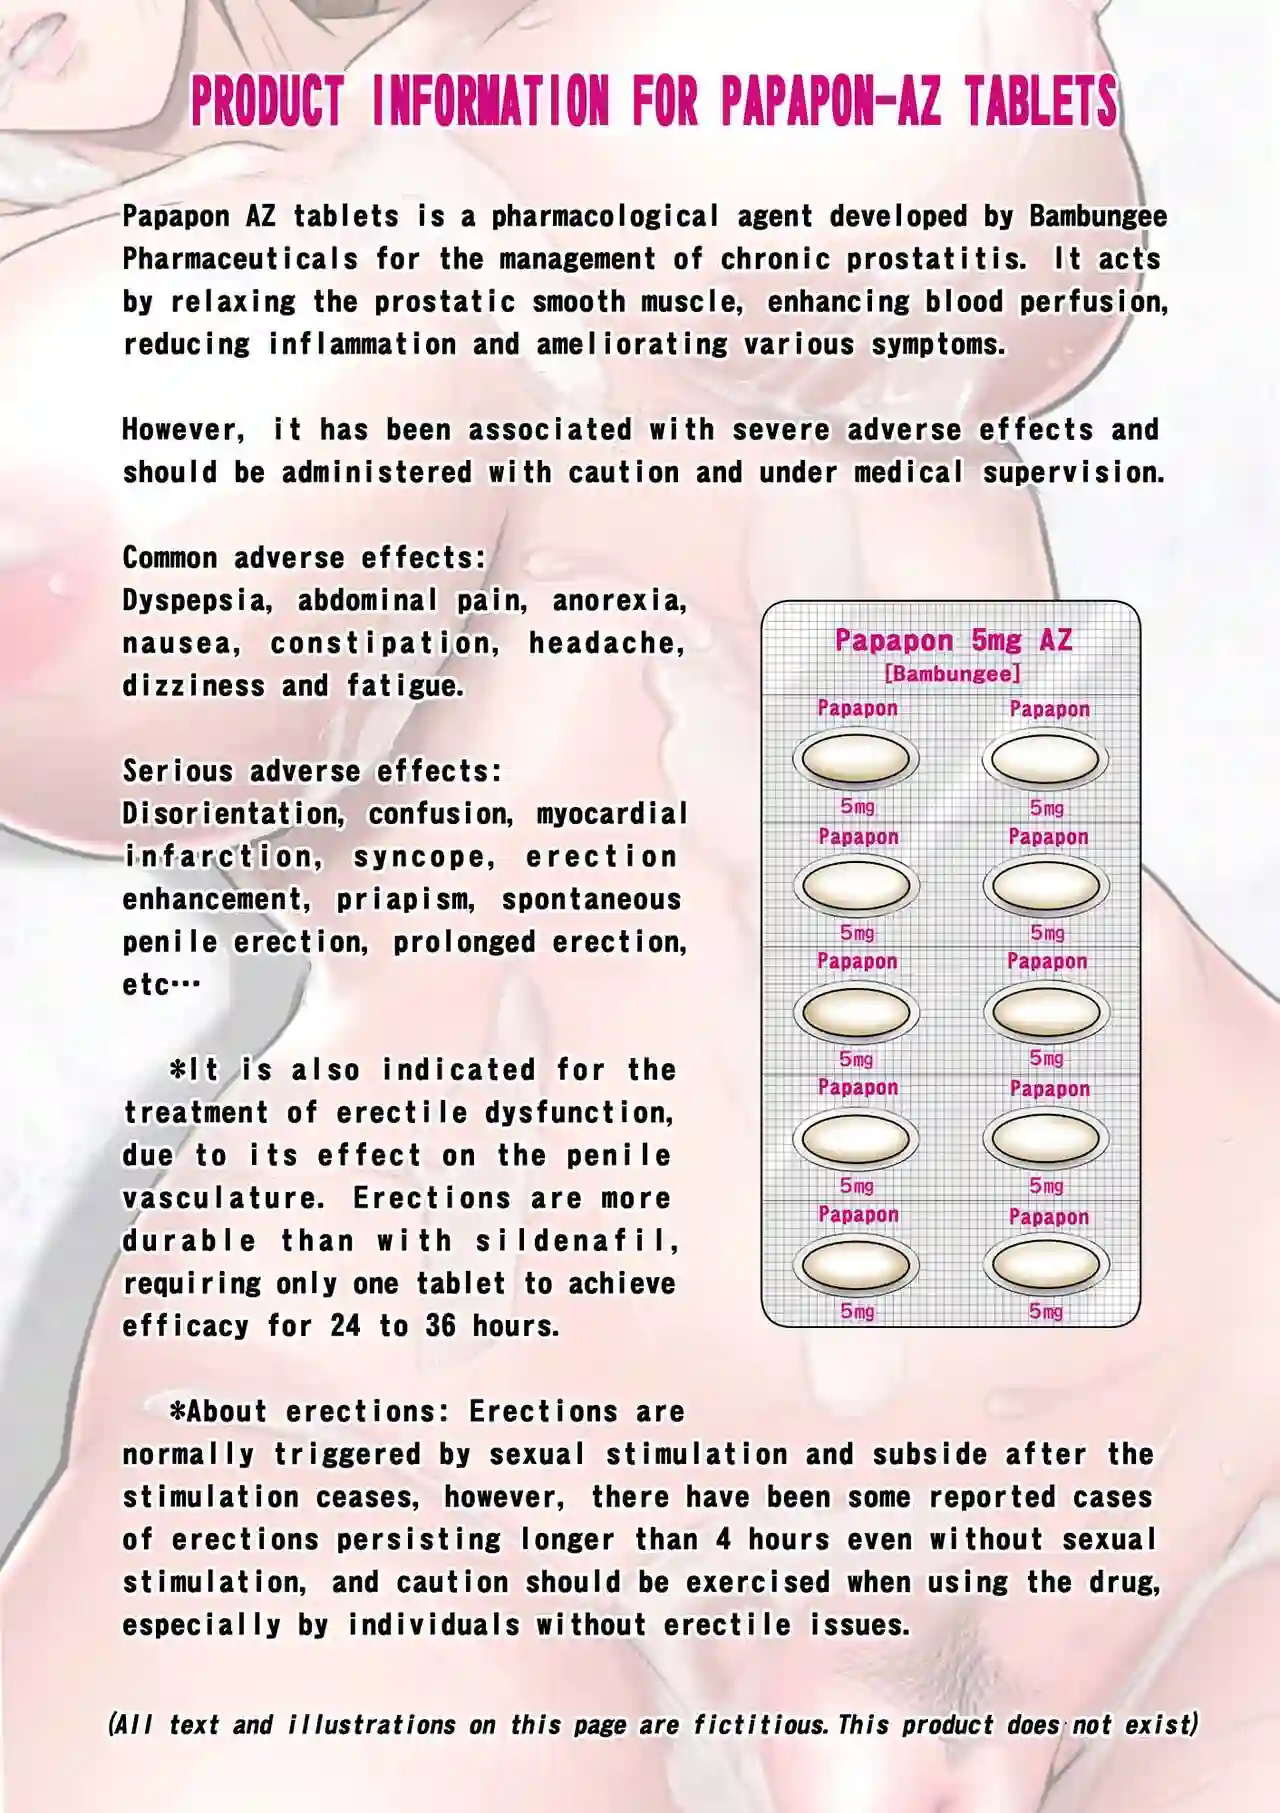 PRODUCT INFORMATION FOR PAPAPON-AZ TABLETS
Papapon AZ tablets is a pharmacological agent developed by Bambungee
Pharmaceuticals for the management of chronic prostatitis. It acts
by relaxing the prostatic smooth muscle, enhancing blood perfusion,
reducing inflammation and ameliorating various symptoms.
However, it has been associated with severe adverse effects and
should be administered with caution and under medical supervision.
Common adverse effects:
Dyspepsia, abdominal pain, anorexia,
nausea, constipation, headache,
dizziness and fatigue.
Serious adverse effects:
Disorientation, confusion, myocardial
infarction, syncope, erection
enhancement, priapism, spontaneous
penile erection, prolonged erection,
etc…
*It is also indicated for the
treatment of erectile dysfunction,
due to its effect on the penile
vasculature. Erections are more
durable than with sildenafil,
requiring only one tablet to achieve
efficacy for 24 to 36 hours.
Papapon 5mg AZ
[Bambungee]
Papapon Papapon
5mg 5mg
Papapon Papapon
5mg 5mg
Papapon Papapon
5mg 5mg
Papapon Papapon
5mg 5mg
Papapon Papapon
5mg 5mg
*About erections: Erections are
normally triggered by sexual stimulation and subside after the
stimulation ceases, however, there have been some reported cases
of erections persisting longer than 4 hours even without sexual
stimulation, and caution should be exercised when using the drug,
especially by individuals without erectile issues.
(All text and illustrations on this page are fictitious. This product does not exist)